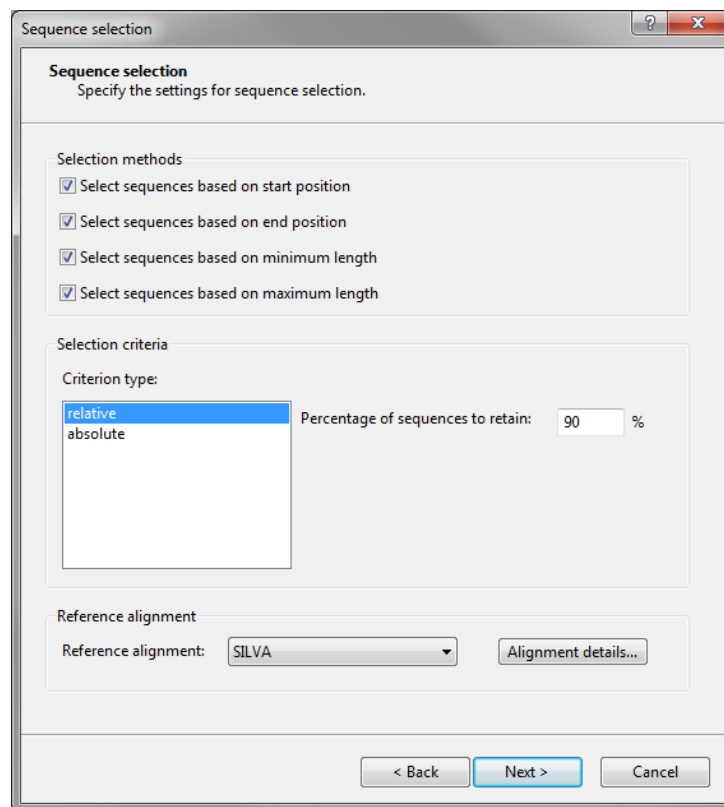 Sequence selection
Sequence selection
Specify the settings for sequence selection.
Selection methods
Select sequences based on start position
Select sequences based on end position
Select sequences based on minimum length
Select sequences based on maximum length
Selection criteria
Criterion type:
relative
absolute
Percentage of sequences to retain: 90 %
Reference alignment
Reference alignment: SILVA Alignment details...
< Back Next > Cancel